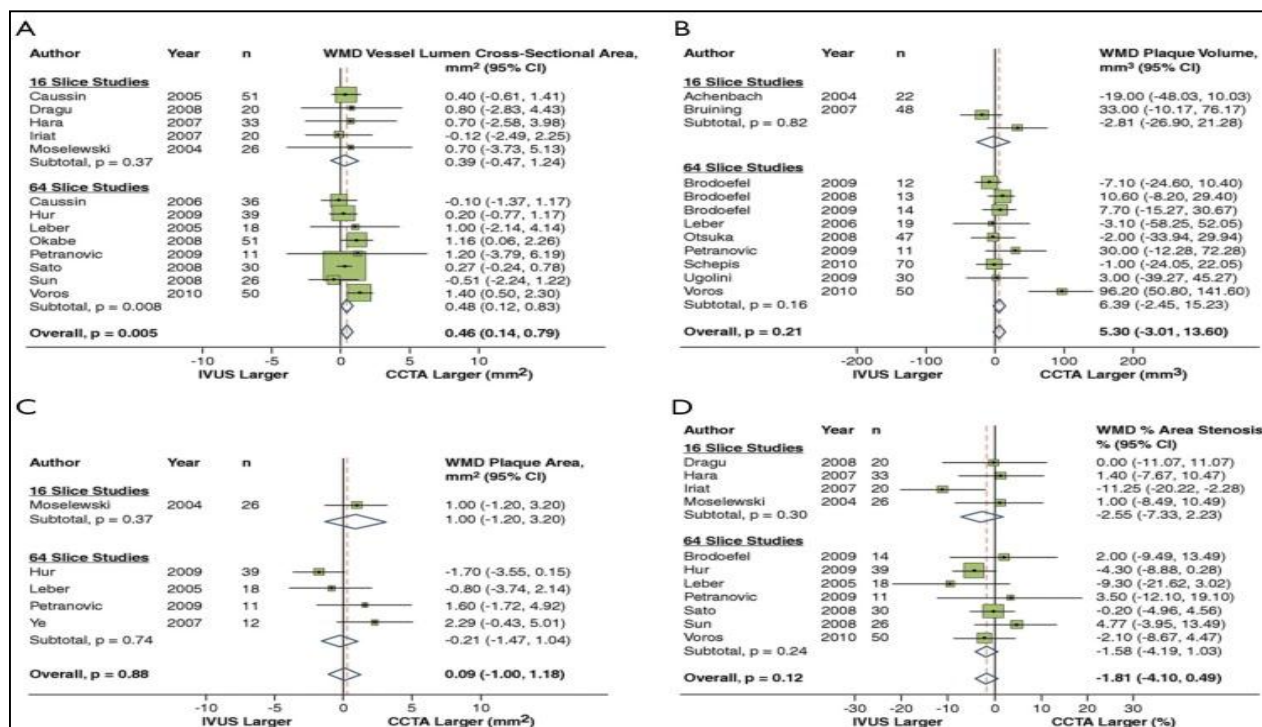 A
Author Year n WMD Vessel Lumen Cross-Sectional Area, mm² (95% CI)
16 Slice Studies
Caussin 2005 51 0.40 (-0.61, 1.41)
Dragu 2008 20 0.80 (-2.83, 4.43)
Hara 2007 33 0.70 (-2.58, 3.98)
Iriat 2007 20 -0.12 (-2.49, 2.25)
Moselewski 2004 26 0.70 (-3.73, 5.13)
Subtotal, p = 0.37 0.39 (-0.47, 1.24)
64 Slice Studies
Caussin 2006 36 -0.10 (-1.37, 1.17)
Hur 2009 39 0.20 (-0.77, 1.17)
Leber 2005 18 1.00 (-2.14, 4.14)
Okabe 2008 51 1.16 (0.06, 2.26)
Petranovic 2009 11 1.20 (-3.79, 6.19)
Sato 2008 30 0.27 (-0.24, 0.78)
Sun 2008 26 -0.51 (-2.24, 1.22)
Voros 2010 50 1.40 (0.50, 2.30)
Subtotal, p = 0.008 0.48 (0.12, 0.83)
Overall, p = 0.005 0.46 (0.14, 0.79)
-10 -5 0 5 10
IVUS Larger CCTA Larger (mm²)
B
Author Year n WMD Plaque Volume, mm³ (95% CI)
16 Slice Studies
Achenbach 2004 22 -19.00 (-48.03, 10.03)
Bruining 2007 48 33.00 (-10.17, 76.17)
Subtotal, p = 0.82 -2.81 (-26.90, 21.28)
64 Slice Studies
Brodoefel 2009 12 -7.10 (-24.60, 10.40)
Brodoefel 2008 13 10.60 (-8.20, 29.40)
Brodoefel 2009 14 7.70 (-15.27, 30.67)
Leber 2006 19 -3.10 (-58.25, 52.05)
Otsuka 2008 47 -2.00 (-33.94, 29.94)
Petranovic 2009 11 30.00 (-12.28, 72.28)
Schepis 2010 70 -1.00 (-24.05, 22.05)
Ugolini 2009 30 3.00 (-39.27, 45.27)
Voros 2010 50 96.20 (50.80, 141.60)
Subtotal, p = 0.16 6.39 (-2.45, 15.23)
Overall, p = 0.21 5.30 (-3.01, 13.60)
-200 -100 0 100 200
IVUS Larger CCTA Larger (mm³)
C
Author Year n WMD Plaque Area, mm² (95% CI)
16 Slice Studies
Moselewski 2004 26 1.00 (-1.20, 3.20)
Subtotal, p = 0.37 1.00 (-1.20, 3.20)
64 Slice Studies
Hur 2009 39 -1.70 (-3.55, 0.15)
Leber 2005 18 -0.80 (-3.74, 2.14)
Petranovic 2009 11 1.60 (-1.72, 4.92)
Ye 2007 12 2.29 (-0.43, 5.01)
Subtotal, p = 0.74 -0.21 (-1.47, 1.04)
Overall, p = 0.88 0.09 (-1.00, 1.18)
-10 -5 0 5 10
IVUS Larger CCTA Larger (mm²)
D
Author Year n WMD % Area Stenosis % (95% CI)
16 Slice Studies
Dragu 2008 20 0.00 (-11.07, 11.07)
Hara 2007 33 1.40 (-7.67, 10.47)
Iriat 2007 20 -11.25 (-20.22, -2.28)
Moselewski 2004 26 1.00 (-8.49, 10.49)
Subtotal, p = 0.30 -2.55 (-7.33, 2.23)
64 Slice Studies
Brodoefel 2009 14 2.00 (-9.49, 13.49)
Hur 2009 39 -4.30 (-8.88, 0.28)
Leber 2005 18 -9.30 (-21.62, 3.02)
Petranovic 2009 11 3.50 (-12.10, 19.10)
Sato 2008 30 -0.20 (-4.96, 4.56)
Sun 2008 26 4.77 (-3.95, 13.49)
Voros 2010 50 -2.10 (-8.67, 4.47)
Subtotal, p = 0.24 -1.58 (-4.19, 1.03)
Overall, p = 0.12 -1.81 (-4.10, 0.49)
-30 -20 -10 0 10 20 30
IVUS Larger CCTA Larger (%)